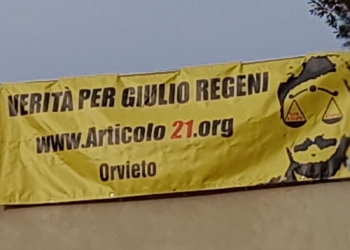 VERITÀ PER GIULIO REGENI
www.Articolo 21.org
Orvieto